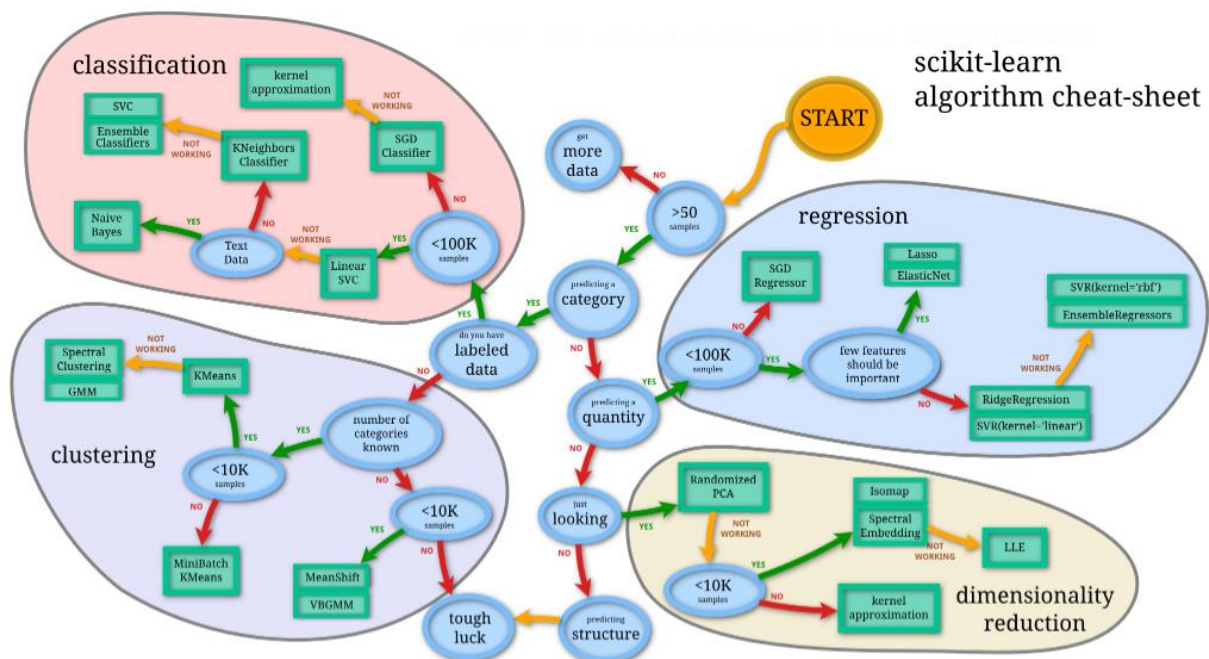 scikit-learn
algorithm cheat-sheet
START
>50
samples
NO
get
more
data
YES
predicting a
category
YES
do you have
labeled
data
YES
classification
<100K
samples
NO
SGD
Classifier
NOT
WORKING
kernel
approximation
YES
Linear
SVC
NOT
WORKING
Text
Data
YES
Naive
Bayes
NO
KNeighbors
Classifier
NOT
WORKING
SVC
Ensemble
Classifiers
NO
clustering
number of
categories
known
YES
<10K
samples
YES
KMeans
NOT
WORKING
Spectral
Clustering
GMM
NO
MiniBatch
KMeans
NO
<10K
samples
YES
MeanShift
VBGMM
NO
tough
luck
NO
predicting a
quantity
YES
regression
<100K
samples
NO
SGD
Regressor
YES
few features
should be
important
YES
Lasso
ElasticNet
NO
RidgeRegression
SVR(kernel='linear')
NOT
WORKING
SVR(kernel='rbf')
EnsembleRegressors
NO
just
looking
YES
dimensionality
reduction
Randomized
PCA
NOT
WORKING
<10K
samples
YES
Isomap
Spectral
Embedding
NOT
WORKING
LLE
NO
kernel
approximation
NO
predicting
structure